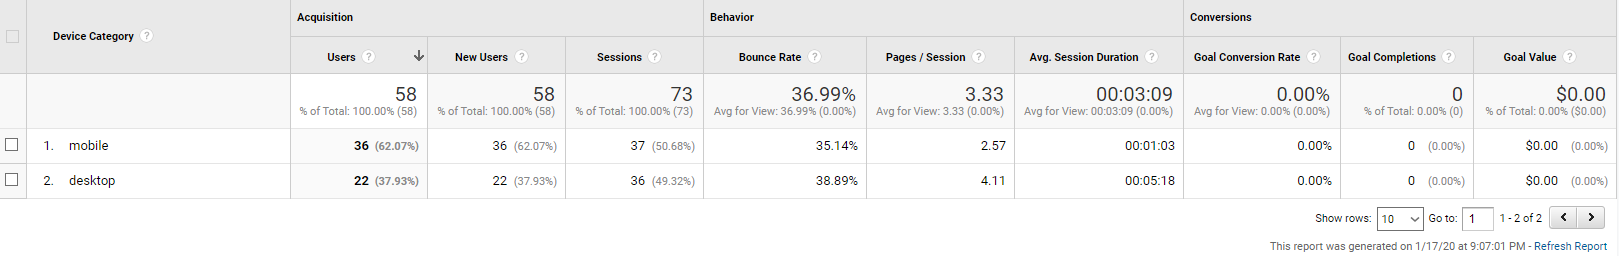 Acquisition Behavior Conversions
Device Category ?
Users ? New Users ? Sessions ? Bounce Rate ? Pages / Session ? Avg. Session Duration ? Goal Conversion Rate ? Goal Completions ? Goal Value ?
58 58 73 36.99% 3.33 00:03:09 0.00% 0 $0.00
% of Total: 100.00% (58) % of Total: 100.00% (58) % of Total: 100.00% (73) Avg for View: 36.99% (0.00%) Avg for View: 3.33 (0.00%) Avg for View: 00:03:09 (0.00%) Avg for View: 0.00% (0.00%) % of Total: 0.00% (0) % of Total: 0.00% ($0.00)
1. mobile 36 (62.07%) 36 (62.07%) 37 (50.68%) 35.14% 2.57 00:01:03 0.00% 0 (0.00%) $0.00 (0.00%)
2. desktop 22 (37.93%) 22 (37.93%) 36 (49.32%) 38.89% 4.11 00:05:18 0.00% 0 (0.00%) $0.00 (0.00%)
Show rows: 10 Go to: 1 1 - 2 of 2
This report was generated on 1/17/20 at 9:07:01 PM - Refresh Report